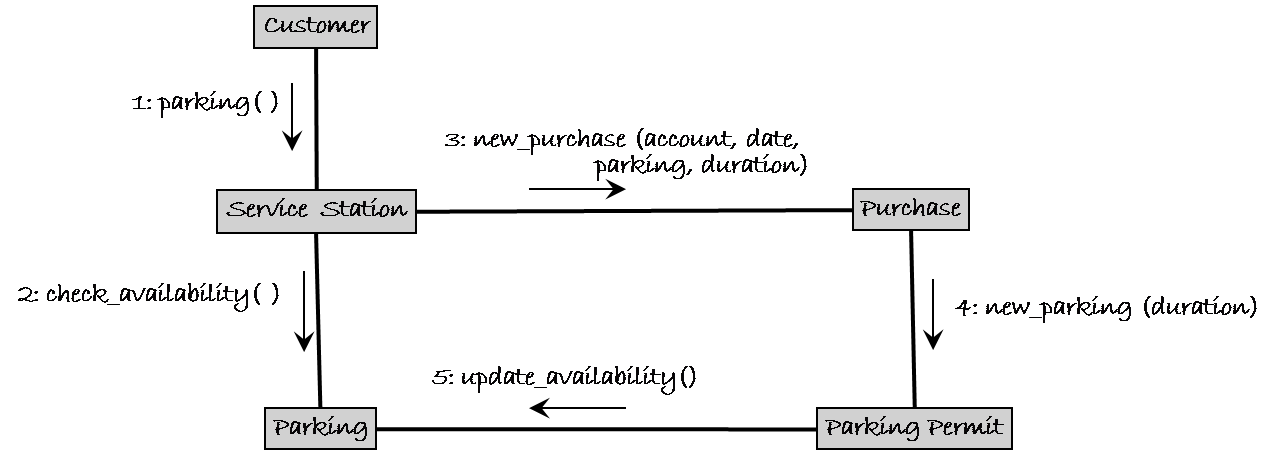 Customer
1: parking( )
3: new_purchase (account, date,
parking, duration)
Service Station
Purchase
2: check_availability( )
4: new_parking (duration)
5: update_availability()
Parking
Parking Permit